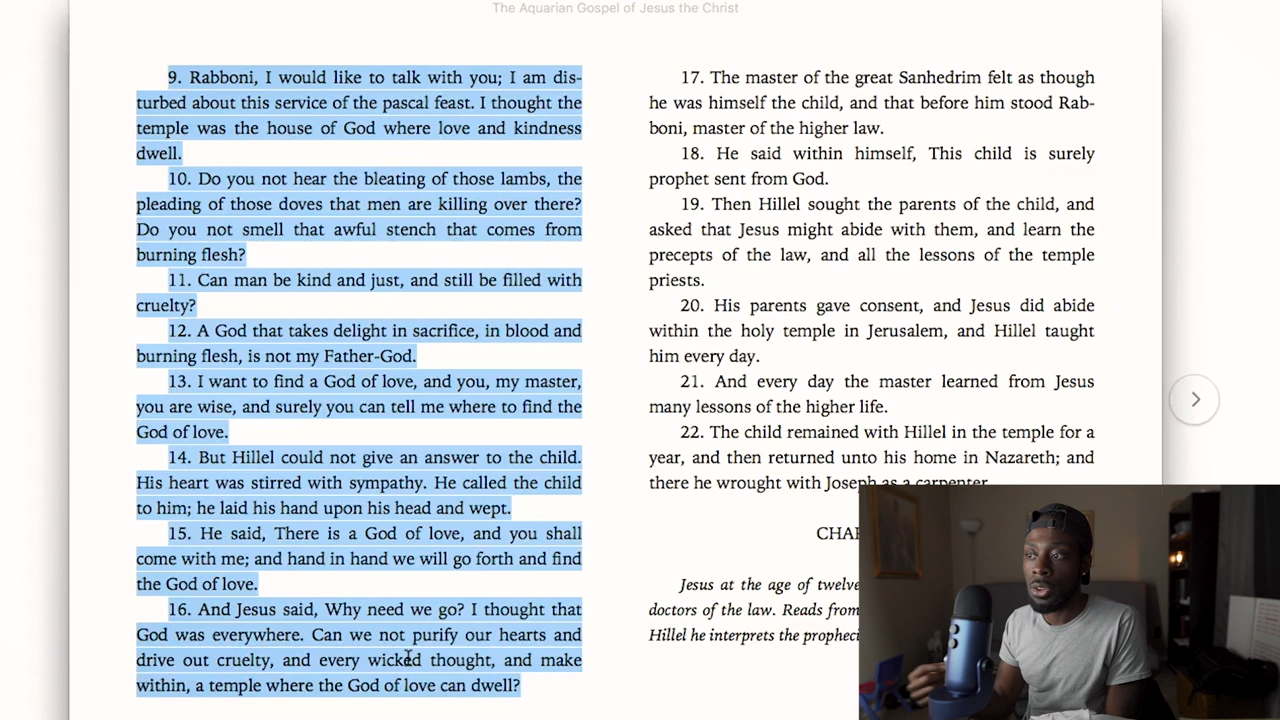 The Aquarian Gospel of Jesus the Christ
9. Rabboni, I would like to talk with you; I am dis-
turbed about this service of the pascal feast. I thought the
temple was the house of God where love and kindness
dwell.
10. Do you not hear the bleating of those lambs, the
pleading of those doves that men are killing over there?
Do you not smell that awful stench that comes from
burning flesh?
11. Can man be kind and just, and still be filled with
cruelty?
12. A God that takes delight in sacrifice, in blood and
burning flesh, is not my Father-God.
13. I want to find a God of love, and you, my master,
you are wise, and surely you can tell me where to find the
God of love.
14. But Hillel could not give an answer to the child.
His heart was stirred with sympathy. He called the child
to him; he laid his hand upon his head and wept.
15. He said, There is a God of love, and you shall
come with me; and hand in hand we will go forth and find
the God of love.
16. And Jesus said, Why need we go? I thought that
God was everywhere. Can we not purify our hearts and
drive out cruelty, and every wicked thought, and make
within, a temple where the God of love can dwell?
17. The master of the great Sanhedrim felt as though
he was himself the child, and that before him stood Rab-
boni, master of the higher law.
18. He said within himself, This child is surely
prophet sent from God.
19. Then Hillel sought the parents of the child, and
asked that Jesus might abide with them, and learn the
precepts of the law, and all the lessons of the temple
priests.
20. His parents gave consent, and Jesus did abide
within the holy temple in Jerusalem, and Hillel taught
him every day.
21. And every day the master learned from Jesus
many lessons of the higher life.
22. The child remained with Hillel in the temple for a
year, and then returned unto his home in Nazareth; and
there he wrought with Joseph as a carpenter.
Jesus at the age of twelve
doctors of the law. Reads from
Hillel he interprets the